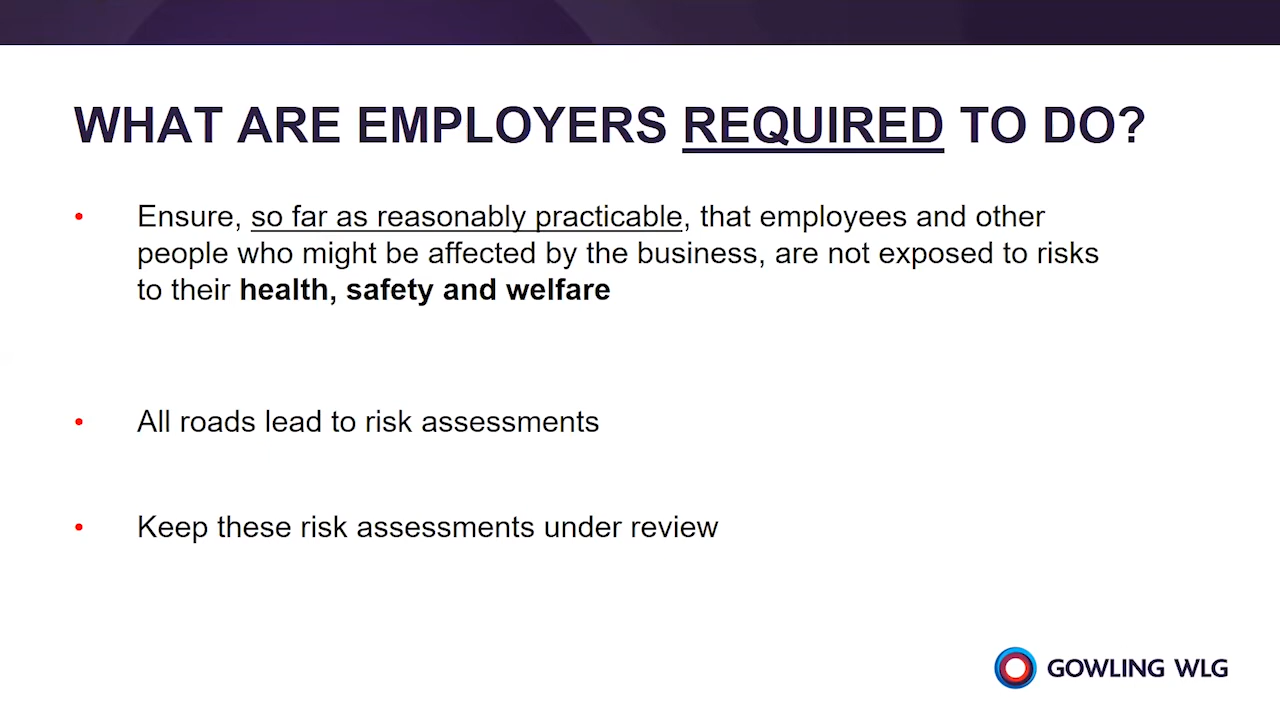 WHAT ARE EMPLOYERS REQUIRED TO DO?
• Ensure, so far as reasonably practicable, that employees and other
people who might be affected by the business, are not exposed to risks
to their health, safety and welfare
• All roads lead to risk assessments
• Keep these risk assessments under review
GOWLING WLG